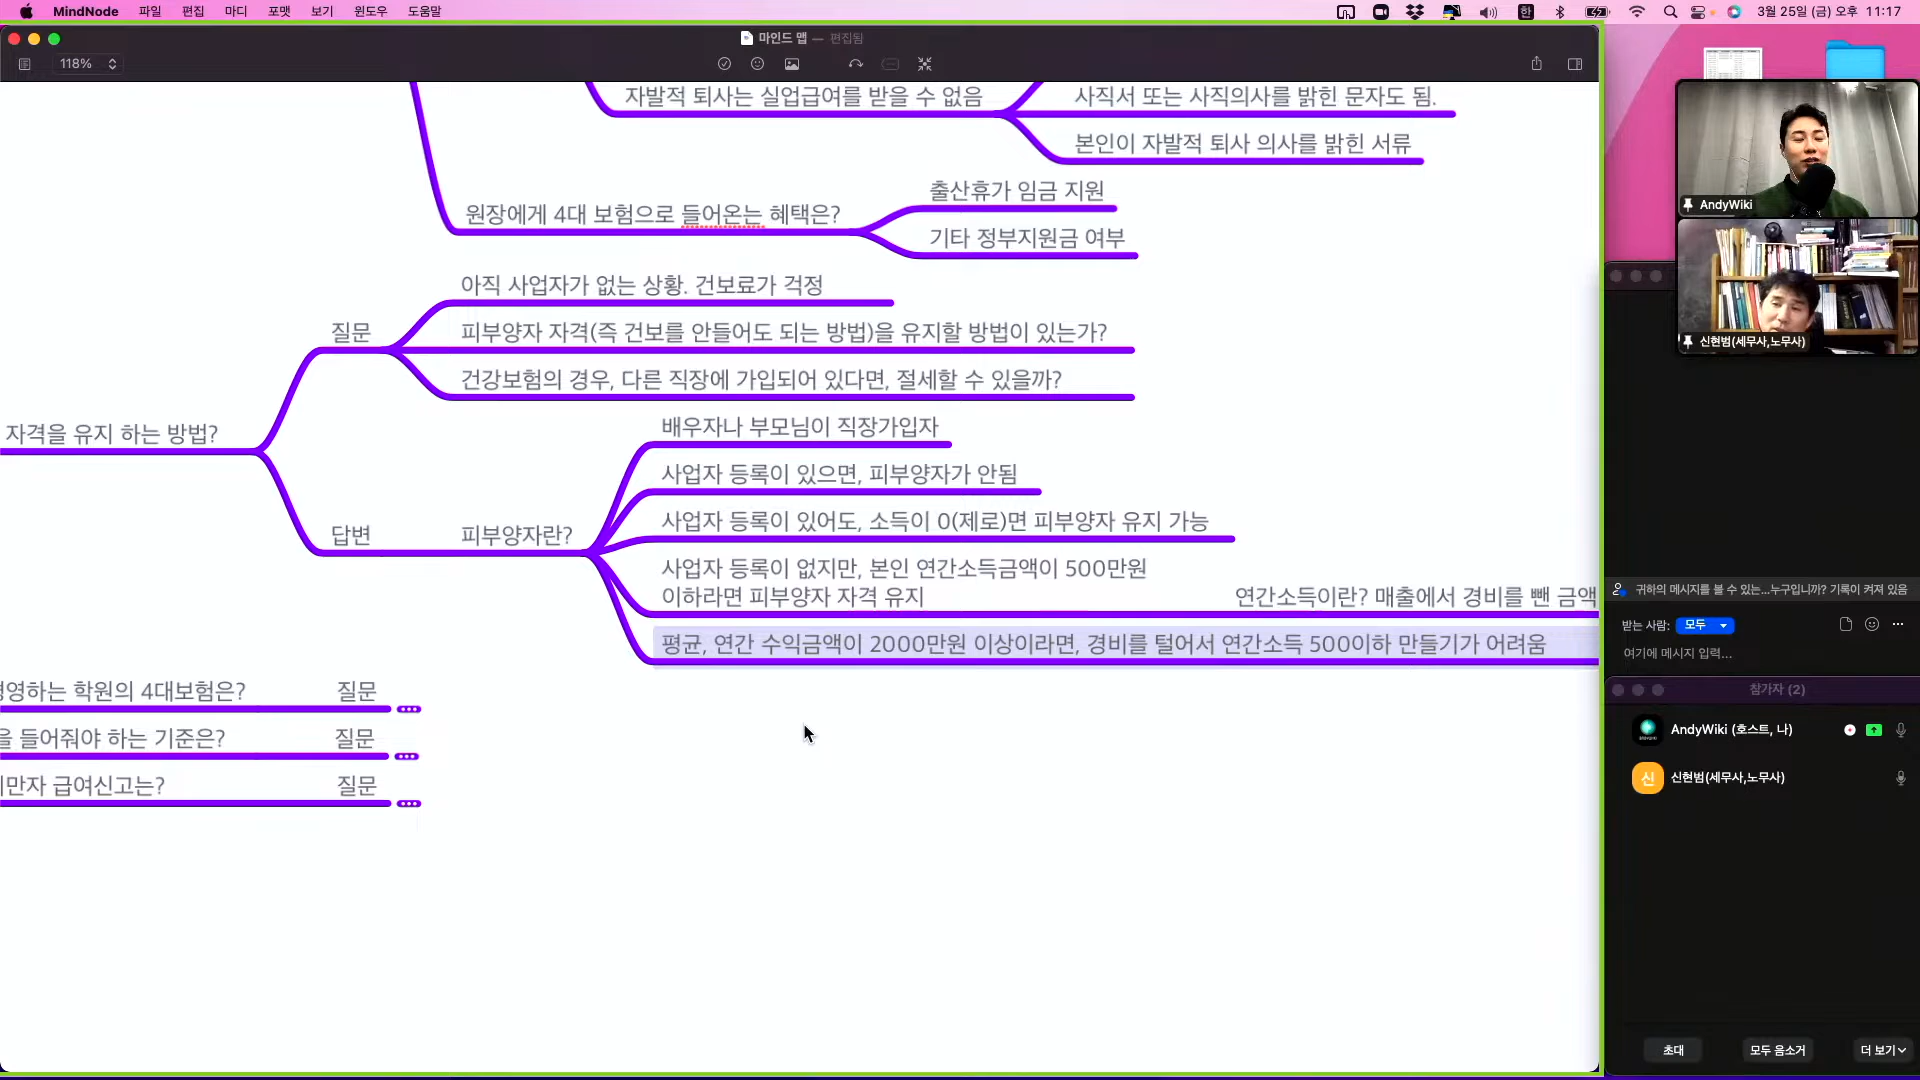 MindNode 파일 편집 마디 포맷 보기 윈도우 도움말
한
3월 25일 (금) 오후 11:17
마인드 맵 — 편집됨
118%
자발적 퇴사는 실업급여를 받을 수 없음
사직서 또는 사직의사를 밝힌 문자도 됨.
본인이 자발적 퇴사 의사를 밝힌 서류
원장에게 4대 보험으로 들어온는 혜택은?
출산휴가 임금 지원
기타 정부지원금 여부
질문
아직 사업자가 없는 상황. 건보료가 걱정
피부양자 자격(즉 건보를 안들어도 되는 방법)을 유지할 방법이 있는가?
건강보험의 경우, 다른 직장에 가입되어 있다면, 절세할 수 있을까?
자격을 유지 하는 방법?
답변
피부양자란?
배우자나 부모님이 직장가입자
사업자 등록이 있으면, 피부양자가 안됨
사업자 등록이 있어도, 소득이 0(제로)면 피부양자 유지 가능
사업자 등록이 없지만, 본인 연간소득금액이 500만원
이하라면 피부양자 자격 유지
연간소득이란? 매출에서 경비를 뺀 금액
평균, 연간 수익금액이 2000만원 이상이라면, 경비를 털어서 연간소득 500이하 만들기가 어려움
영하는 학원의 4대보험은? 질문
을 들어줘야 하는 기준은? 질문
미만자 급여신고는? 질문
AndyWiki
신현범(세무사,노무사)
귀하의 메시지를 볼 수 있는...누구입니까? 기록이 켜져 있음
받는 사람: 모두
여기에 메시지 입력...
참가자 (2)
AndyWiki (호스트, 나)
신 신현범(세무사,노무사)
초대 모두 음소거 더 보기